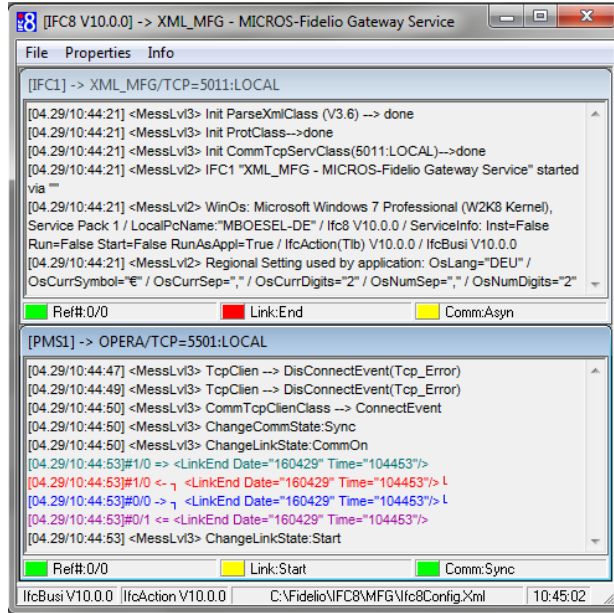 [IFC8 V10.0.0] -> XML_MFG - MICROS-Fidelio Gateway Service
File Properties Info
[IFC1] -> XML_MFG/TCP=5011:LOCAL
[04.29/10:44:21] <MessLvl3> Init ParseXmlClass (V3.6) --> done
[04.29/10:44:21] <MessLvl3> Init ProtClass-->done
[04.29/10:44:21] <MessLvl3> Init CommTcpServClass(5011:LOCAL)-->done
[04.29/10:44:21] <MessLvl2> IFC1 "XML_MFG - MICROS-Fidelio Gateway Service" started
via ""
[04.29/10:44:21] <MessLvl2> WinOs: Microsoft Windows 7 Professional (W2K8 Kernel),
Service Pack 1 / LocalPcName:"MBOESEL-DE" / Ifc8 V10.0.0 / ServiceInfo: Inst=False
Run=False Start=False RunAsAppl=True / IfcAction(Tlb) V10.0.0 / IfcBusi V10.0.0
[04.29/10:44:21] <MessLvl2> Regional Setting used by application: OsLang="DEU" /
OsCurrSymbol="€" / OsCurrSep="," / OsCurrDigits="2" / OsNumSep="," / OsNumDigits="2"
Ref#:0/0 Link:End Comm:Asyn
[PMS1] -> OPERA/TCP=5501:LOCAL
[04.29/10:44:47] <MessLvl3> TcpClien --> DisConnectEvent(Tcp_Error)
[04.29/10:44:49] <MessLvl3> TcpClien --> DisConnectEvent(Tcp_Error)
[04.29/10:44:50] <MessLvl3> CommTcpClienClass --> ConnectEvent
[04.29/10:44:50] <MessLvl3> ChangeCommState:Sync
[04.29/10:44:50] <MessLvl3> ChangeLinkState:CommOn
[04.29/10:44:53]#1/0 => <LinkEnd Date="160429" Time="104453"/>
[04.29/10:44:53]#1/0 <- ┐ <LinkEnd Date="160429" Time="104453"/>└
[04.29/10:44:53]#0/0 -> ┐ <LinkEnd Date="160429" Time="104453"/>└
[04.29/10:44:53]#0/1 <= <LinkEnd Date="160429" Time="104453"/>
[04.29/10:44:53] <MessLvl3> ChangeLinkState:Start
Ref#:0/0 Link:Start Comm:Sync
IfcBusi V10.0.0 IfcAction V10.0.0 C:\Fidelio\IFC8\MFG\Ifc8Config.Xml 10:45:02